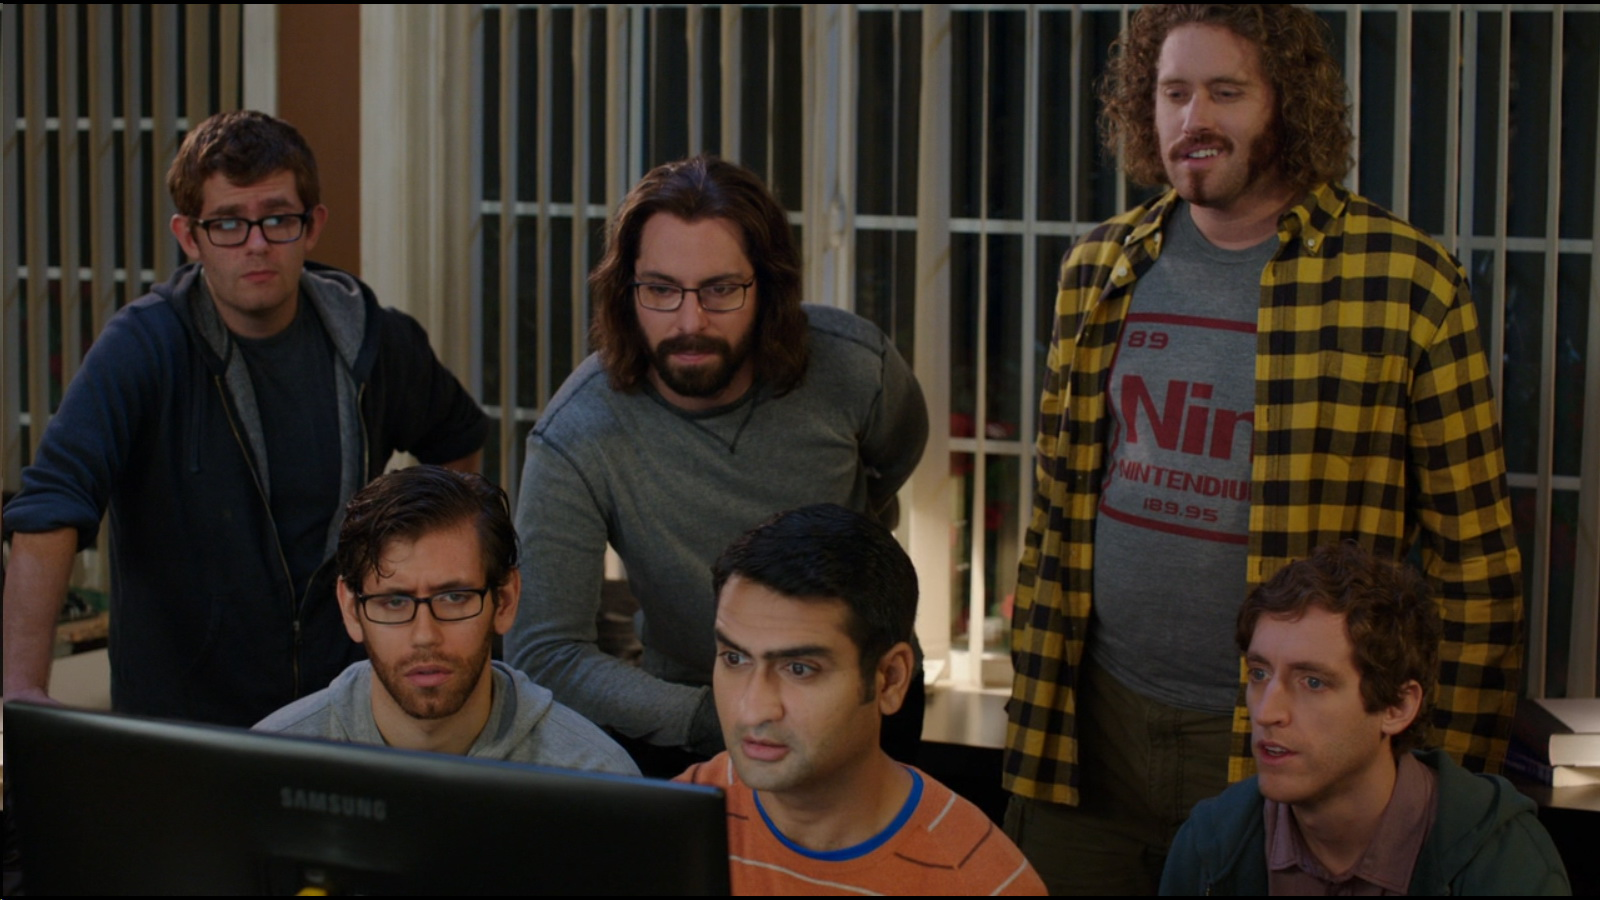 89
Nin
NINTENDIU
189.95
SAMSUNG